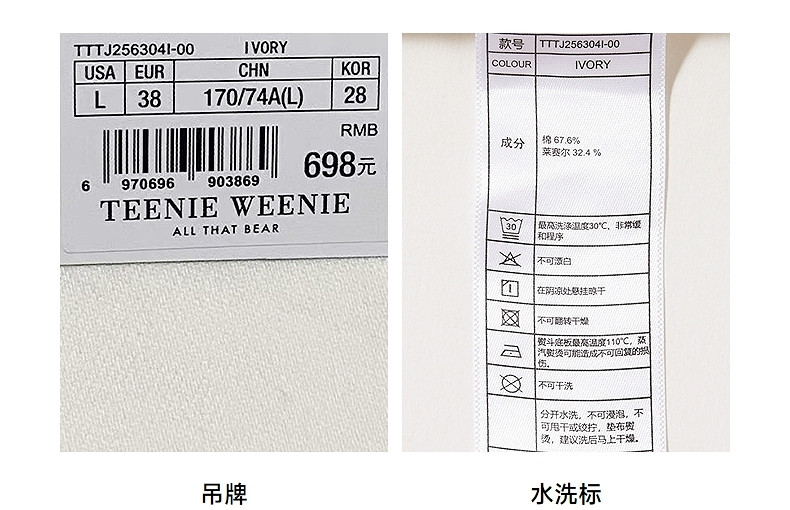 TTTJ256304I-00 IVORY
USA EUR CHN KOR
L 38 170/74A(L) 28
RMB
698元
6 970696 903869
TEENIE WEENIE
ALL THAT BEAR
吊牌
款号 TTTJ256304I-00
COLOUR IVORY
成分
棉 67.6%
莱赛尔 32.4 %
30
最高洗涤温度30℃、非常缓
和程序
不可漂白
在阴凉处悬挂晾干
不可翻转干燥
熨斗底板最高温度110℃，蒸
汽熨烫可能造成不可回复的损
伤。
不可干洗
分开水洗，不可浸泡，不
可甩干或绞拧，垫布熨
烫，建议洗后马上干燥。
水洗标